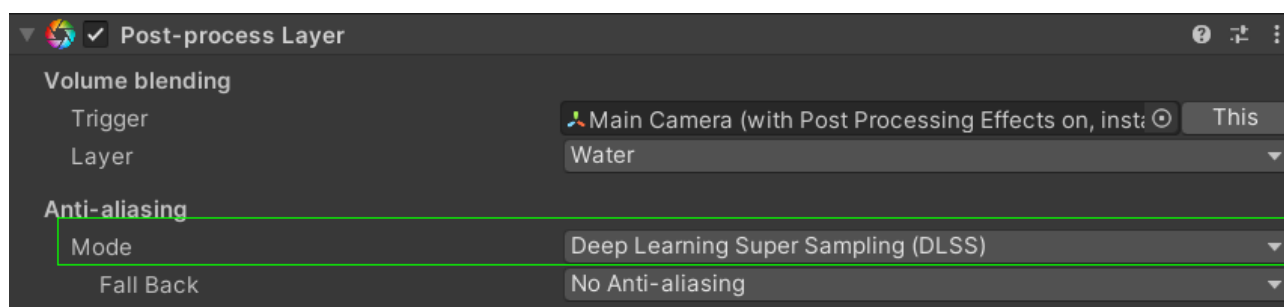 Post-process Layer
Volume blending
Trigger Main Camera (with Post Processing Effects on, insta This
Layer Water
Anti-aliasing
Mode Deep Learning Super Sampling (DLSS)
Fall Back No Anti-aliasing